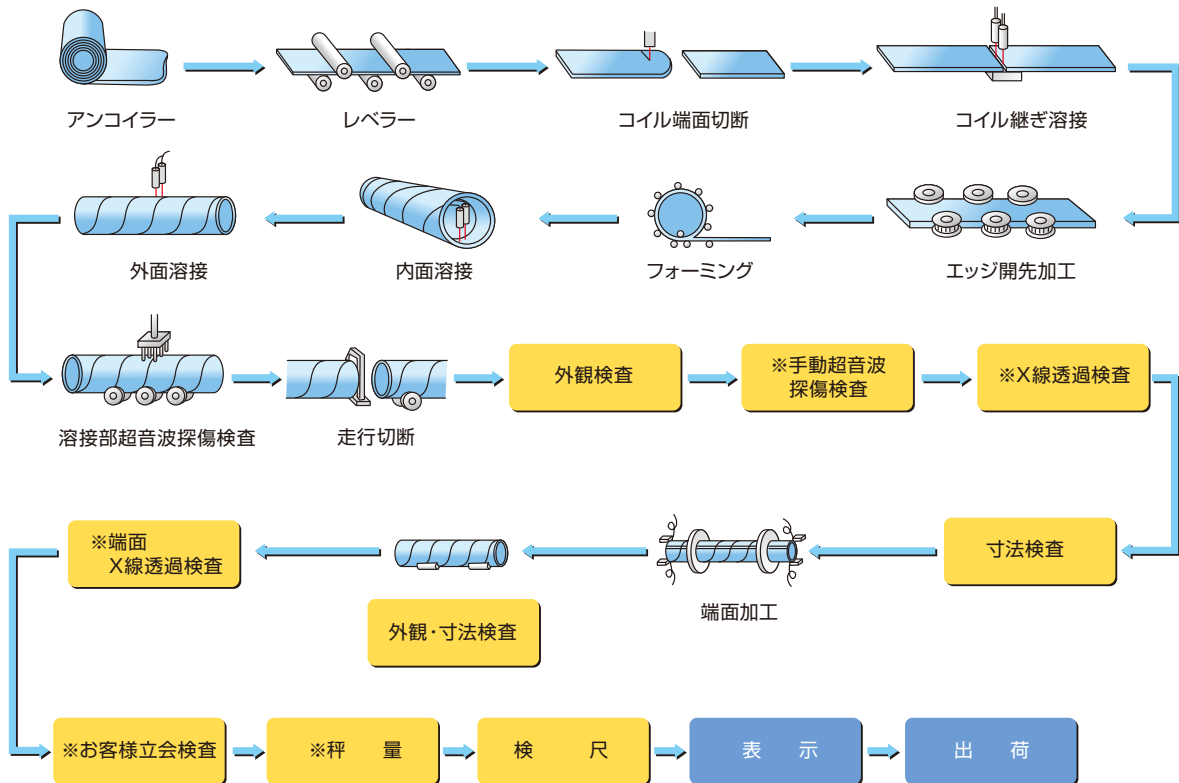 アンコイラー
レベラー
コイル端面切断
コイル継ぎ溶接
エッジ開先加工
フォーミング
内面溶接
外面溶接
溶接部超音波探傷検査
走行切断
外観検査
※手動超音波
探傷検査
※X線透過検査
寸法検査
端面加工
外観・寸法検査
※端面
X線透過検査
※お客様立会検査
※秤　量
検　尺
表　示
出　荷